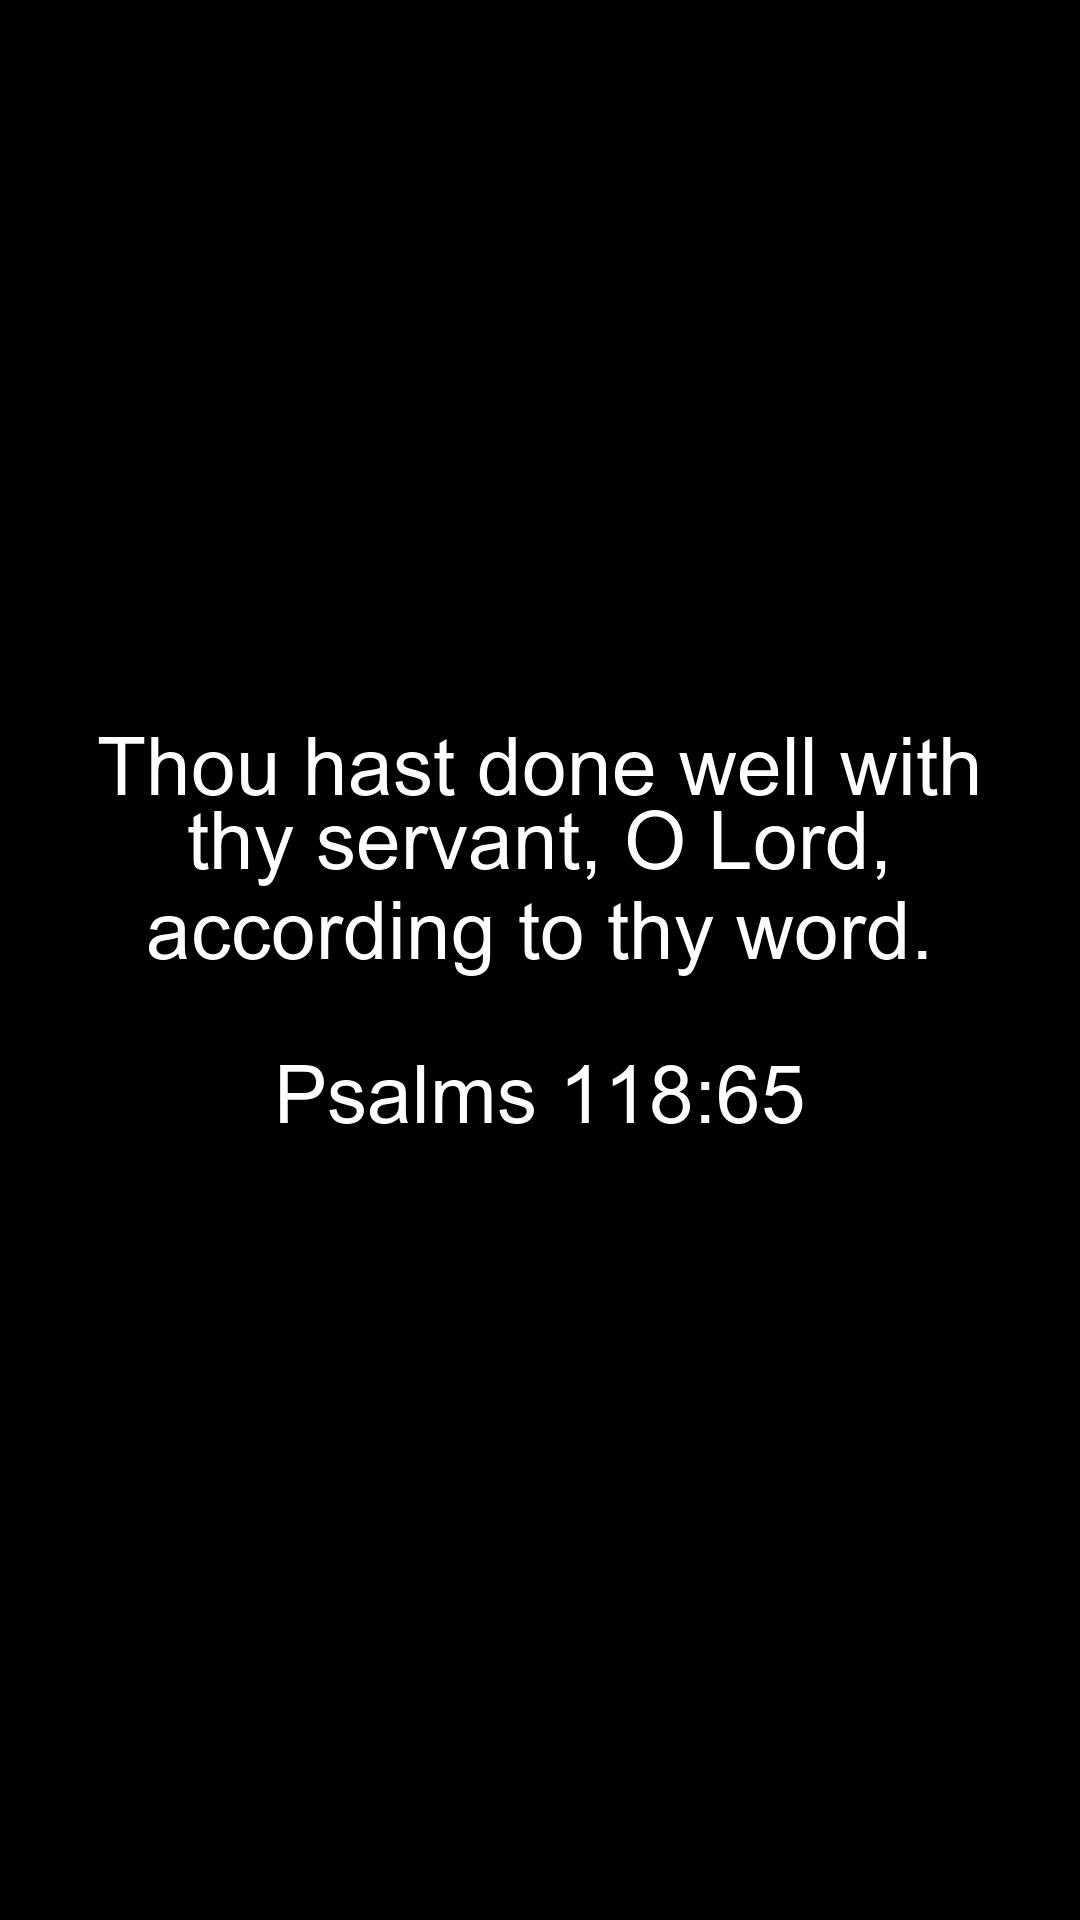 Thou hast done well with
thy servant, O Lord,
according to thy word.
Psalms 118:65